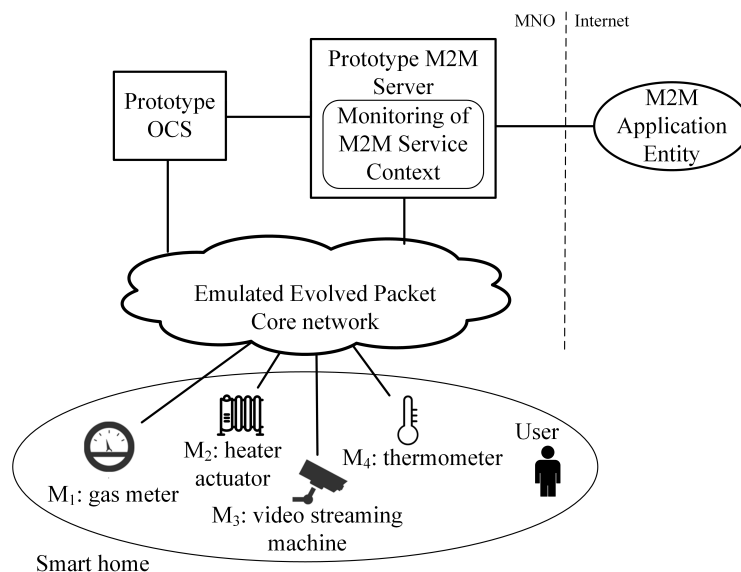 MNO
Internet
Prototype M2M
Server
Monitoring of
M2M Service
Context
Prototype
OCS
M2M
Application
Entity
Emulated Evolved Packet
Core network
M₁: gas meter
M₂: heater
actuator
M₃: video streaming
machine
M₄: thermometer
User
Smart home